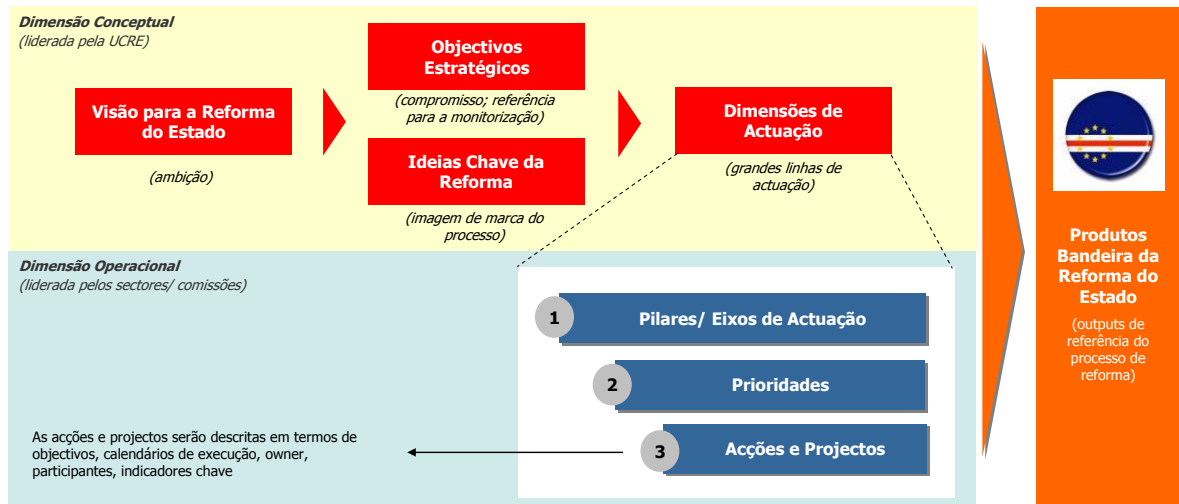 Dimensão Conceptual
(liderada pela UCRE)
Visão para a Reforma
do Estado
(ambição)
Objectivos
Estratégicos
(compromisso; referência
para a monitorização)
Ideias Chave da
Reforma
(imagem de marca do
processo)
Dimensões de
Actuação
(grandes linhas de
actuação)
Dimensão Operacional
(liderada pelos sectores/ comissões)
1
Pilares/ Eixos de Actuação
2
Prioridades
3
Acções e Projectos
As acções e projectos serão descritas em termos de
objectivos, calendários de execução, owner,
participantes, indicadores chave
Produtos
Bandeira da
Reforma do
Estado
(outputs de
referência do
processo de
reforma)